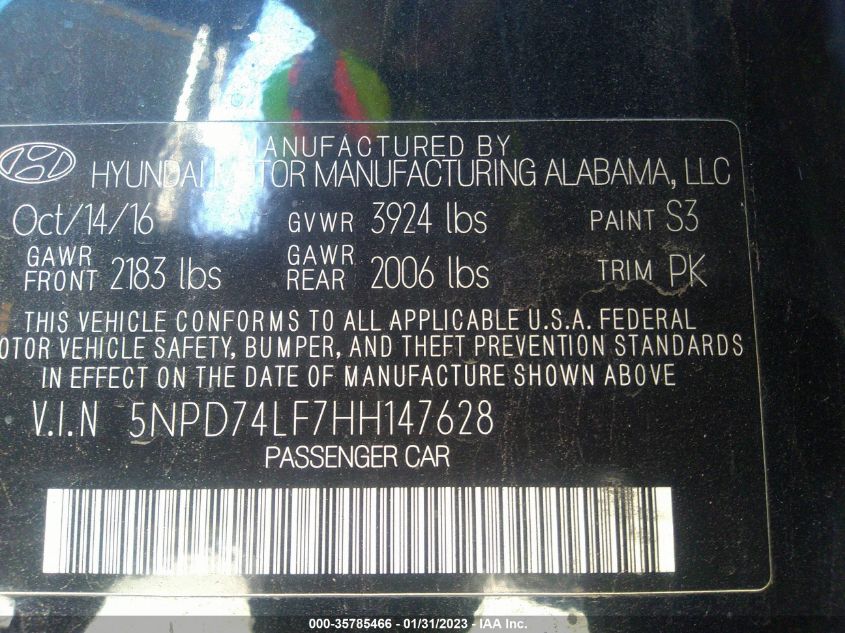 MANUFACTURED BY
HYUNDAI MOTOR MANUFACTURING ALABAMA, LLC
Oct/14/16 GVWR 3924 lbs PAINT S3
GAWR FRONT 2183 lbs GAWR REAR 2006 lbs TRIM PK
THIS VEHICLE CONFORMS TO ALL APPLICABLE U.S.A. FEDERAL
MOTOR VEHICLE SAFETY, BUMPER, AND THEFT PREVENTION STANDARDS
IN EFFECT ON THE DATE OF MANUFACTURE SHOWN ABOVE
V.I.N 5NPD74LF7HH147628
PASSENGER CAR
000-35785466 - 01/31/2023 - IAA Inc.